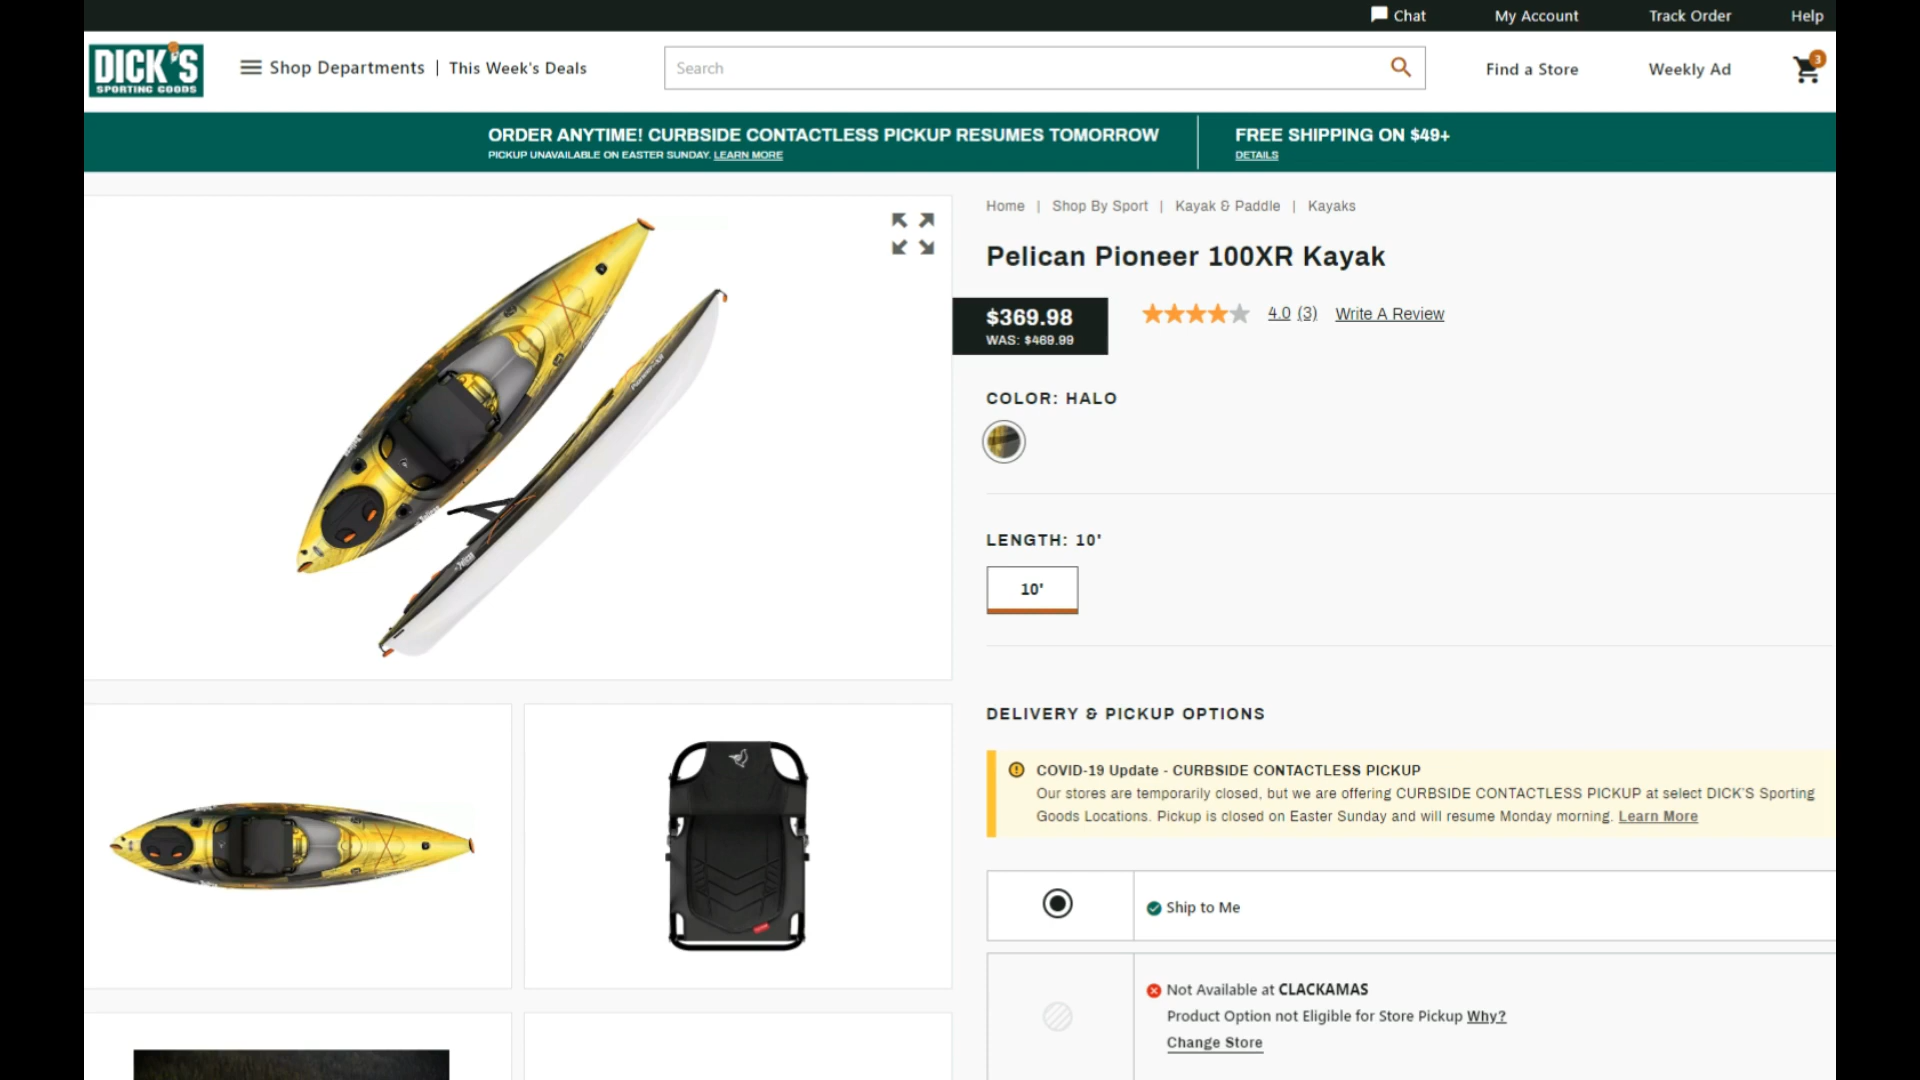 Chat
My Account
Track Order
Help
DICK'S
SPORTING GOODS
Shop Departments | This Week's Deals
Search
Find a Store
Weekly Ad
3
ORDER ANYTIME! CURBSIDE CONTACTLESS PICKUP RESUMES TOMORROW
PICKUP UNAVAILABLE ON EASTER SUNDAY. LEARN MORE
FREE SHIPPING ON $49+
DETAILS
Home | Shop By Sport | Kayak & Paddle | Kayaks
Pelican Pioneer 100XR Kayak
$369.98
WAS: $469.99
4.0 (3) Write A Review
COLOR: HALO
LENGTH: 10'
10'
DELIVERY & PICKUP OPTIONS
COVID-19 Update - CURBSIDE CONTACTLESS PICKUP
Our stores are temporarily closed, but we are offering CURBSIDE CONTACTLESS PICKUP at select DICK'S Sporting
Goods Locations. Pickup is closed on Easter Sunday and will resume Monday morning. Learn More
Ship to Me
Not Available at CLACKAMAS
Product Option not Eligible for Store Pickup Why?
Change Store